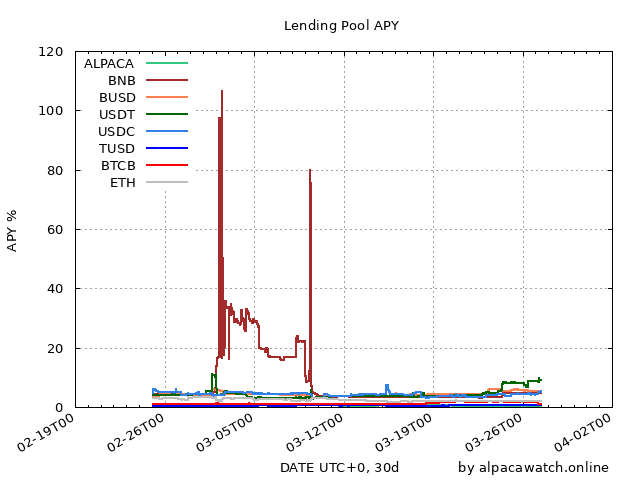 Lending Pool APY
120
100
80
60
40
20
0
APY %
ALPACA
BNB
BUSD
USDT
USDC
TUSD
BTCB
ETH
02-19T00
02-26T00
03-05T00
03-12T00
03-19T00
03-26T00
04-02T00
DATE UTC+0, 30d
by alpacawatch.online